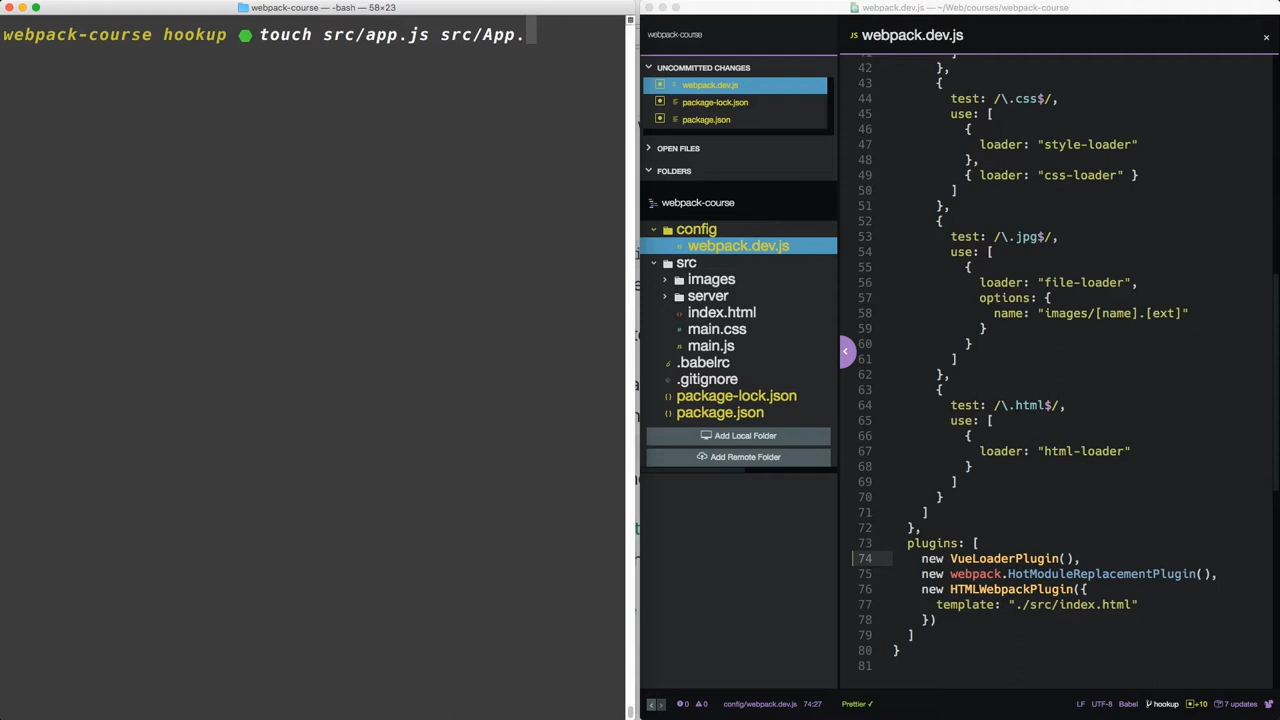 webpack-course — -bash — 58×23
webpack-course hookup touch src/app.js src/App.
webpack.dev.js — ~/Web/courses/webpack-course
webpack-course
UNCOMMITTED CHANGES
webpack.dev.js
package-lock.json
package.json
OPEN FILES
FOLDERS
webpack-course
config
webpack.dev.js
src
images
server
index.html
main.css
main.js
.babelrc
.gitignore
package-lock.json
package.json
Add Local Folder
Add Remote Folder
JS webpack.dev.js ×
42 },
43 {
44 test: /\.css$/,
45 use: [
46 {
47 loader: "style-loader"
48 },
49 { loader: "css-loader" }
50 ]
51 },
52 {
53 test: /\.jpg$/,
54 use: [
55 {
56 loader: "file-loader",
57 options: {
58 name: "images/[name].[ext]"
59 }
60 }
61 ]
62 },
63 {
64 test: /\.html$/,
65 use: [
66 {
67 loader: "html-loader"
68 }
69 ]
70 }
71 ]
72 },
73 plugins: [
74 new VueLoaderPlugin(),
75 new webpack.HotModuleReplacementPlugin(),
76 new HTMLWebpackPlugin({
77 template: "./src/index.html"
78 })
79 ]
80 }
81
0 0 config/webpack.dev.js 74:27 Prettier ✓ LF UTF-8 Babel hookup +10 7 updates